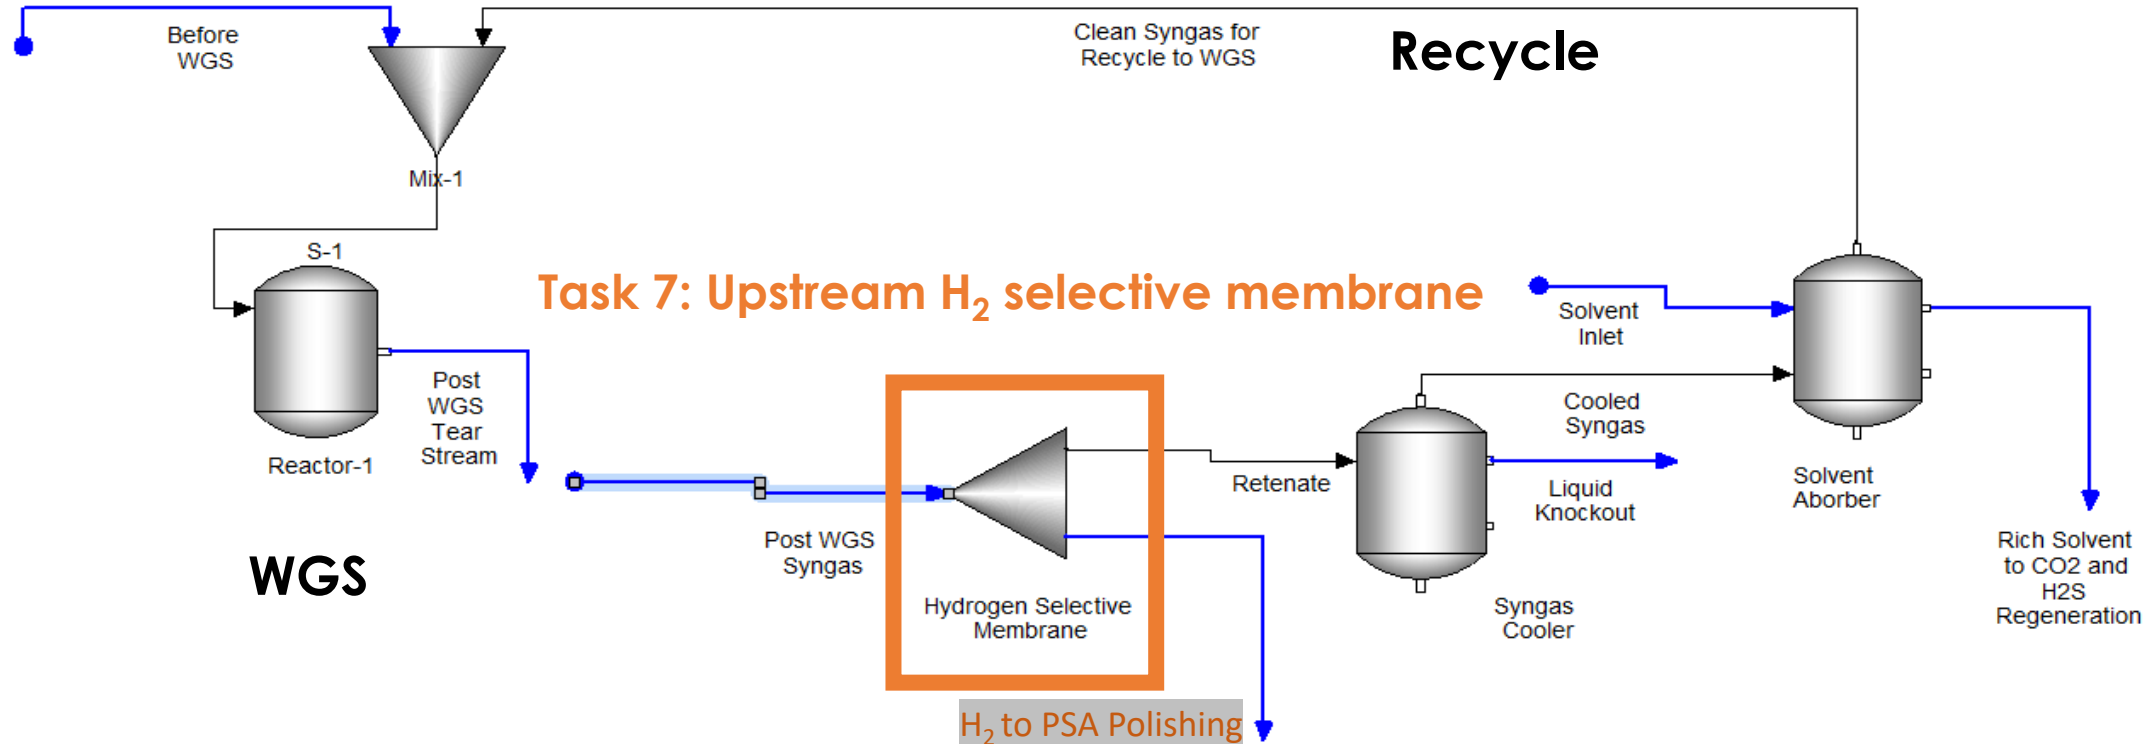 Before
WGS
Clean Syngas for
Recycle to WGS
Recycle
Mix-1
S-1
Reactor-1
Post
WGS
Tear
Stream
WGS
Task 7: Upstream H2 selective membrane
Post WGS
Syngas
Hydrogen Selective
Membrane
H2 to PSA Polishing
Retenate
Syngas
Cooler
Cooled
Syngas
Liquid
Knockout
Solvent
Inlet
Solvent
Aborber
Rich Solvent
to CO2 and
H2S
Regeneration